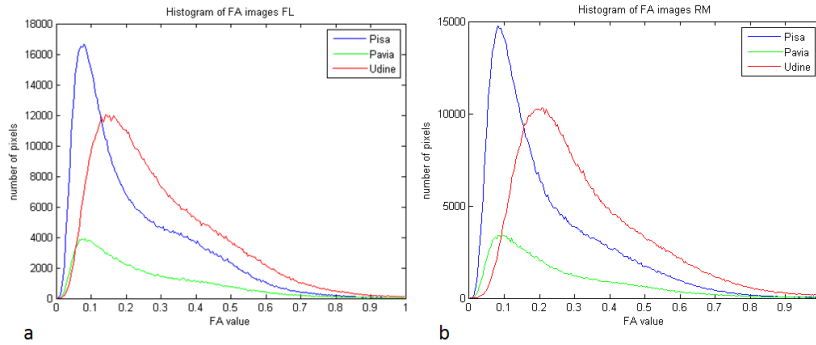 Histogram of FA images FL
18000
16000
14000
12000
10000
8000
6000
4000
2000
0
number of pixels
Pisa
Pavia
Udine
0 0.1 0.2 0.3 0.4 0.5 0.6 0.7 0.8 0.9 1
FA value
a
Histogram of FA images RM
15000
10000
5000
0
number of pixels
Pisa
Pavia
Udine
0 0.1 0.2 0.3 0.4 0.5 0.6 0.7 0.8 0.9
FA value
b